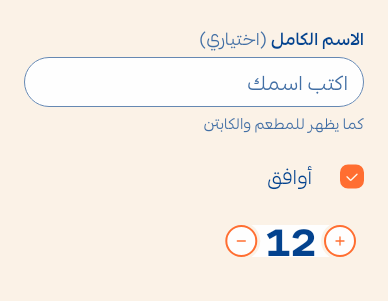 الاسم الكامل (اختياري)
اكتب اسمك
كما يظهر للمطعم والكابتن
أوافق
+ 12 −